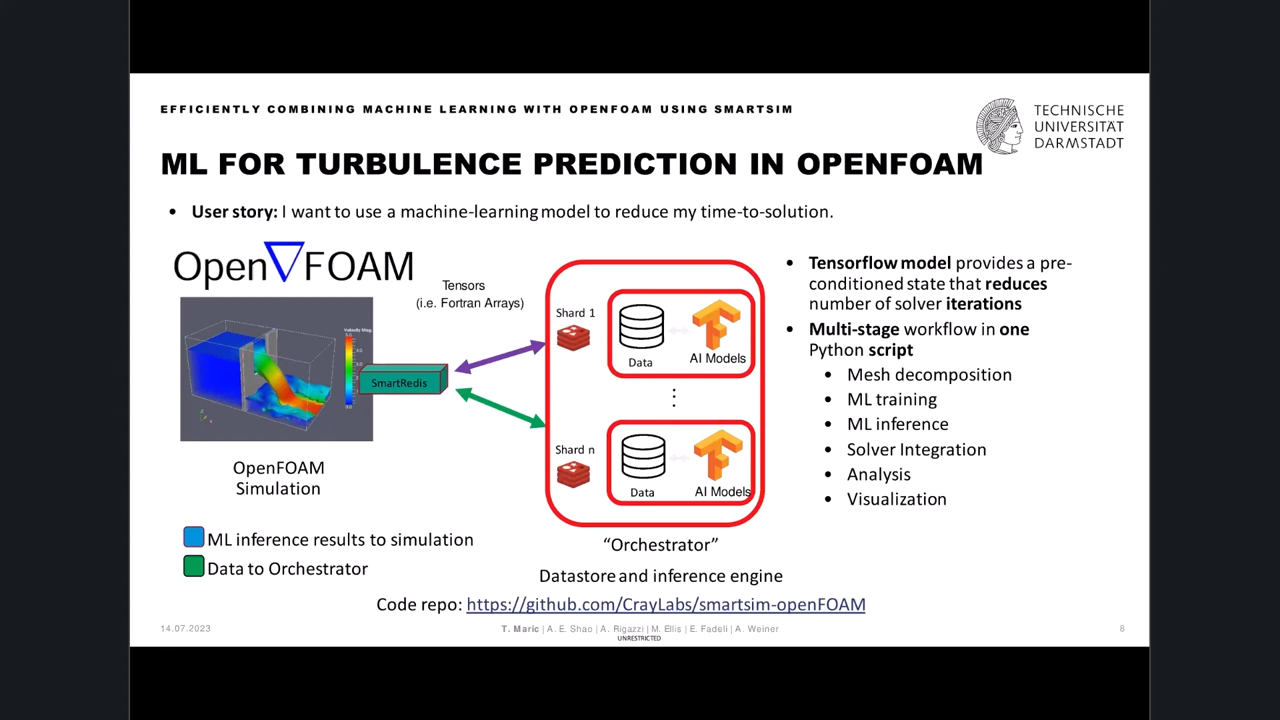 EFFICIENTLY COMBINING MACHINE LEARNING WITH OPENFOAM USING SMARTSIM
TECHNISCHE
UNIVERSITÄT
DARMSTADT
ML FOR TURBULENCE PREDICTION IN OPENFOAM
• User story: I want to use a machine-learning model to reduce my time-to-solution.
Open∇FOAM
Tensors
(i.e. Fortran Arrays)
SmartRedis
OpenFOAM
Simulation
ML inference results to simulation
Data to Orchestrator
Shard 1
Data
AI Models
⋮
Shard n
Data
AI Models
“Orchestrator”
Datastore and inference engine
• Tensorflow model provides a pre-
conditioned state that reduces
number of solver iterations
• Multi-stage workflow in one
Python script
• Mesh decomposition
• ML training
• ML inference
• Solver Integration
• Analysis
• Visualization
Code repo: https://github.com/CrayLabs/smartsim-openFOAM
14.07.2023
T. Maric | A. E. Shao | A. Rigazzi | M. Ellis | E. Fadeli | A. Weiner
UNRESTRICTED
8